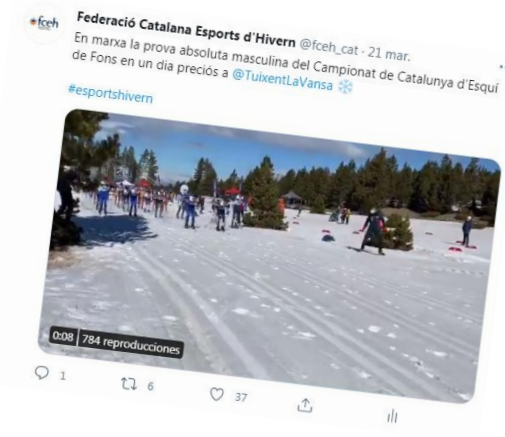 fceh
Federació Catalana Esports d'Hivern @fceh_cat · 21 mar.
En marxa la prova absoluta masculina del Campionat de Catalunya d'Esquí
de Fons en un dia preciós a @TuixentLaVansa
#esportshivern
0:08 784 reproducciones
1 6 37